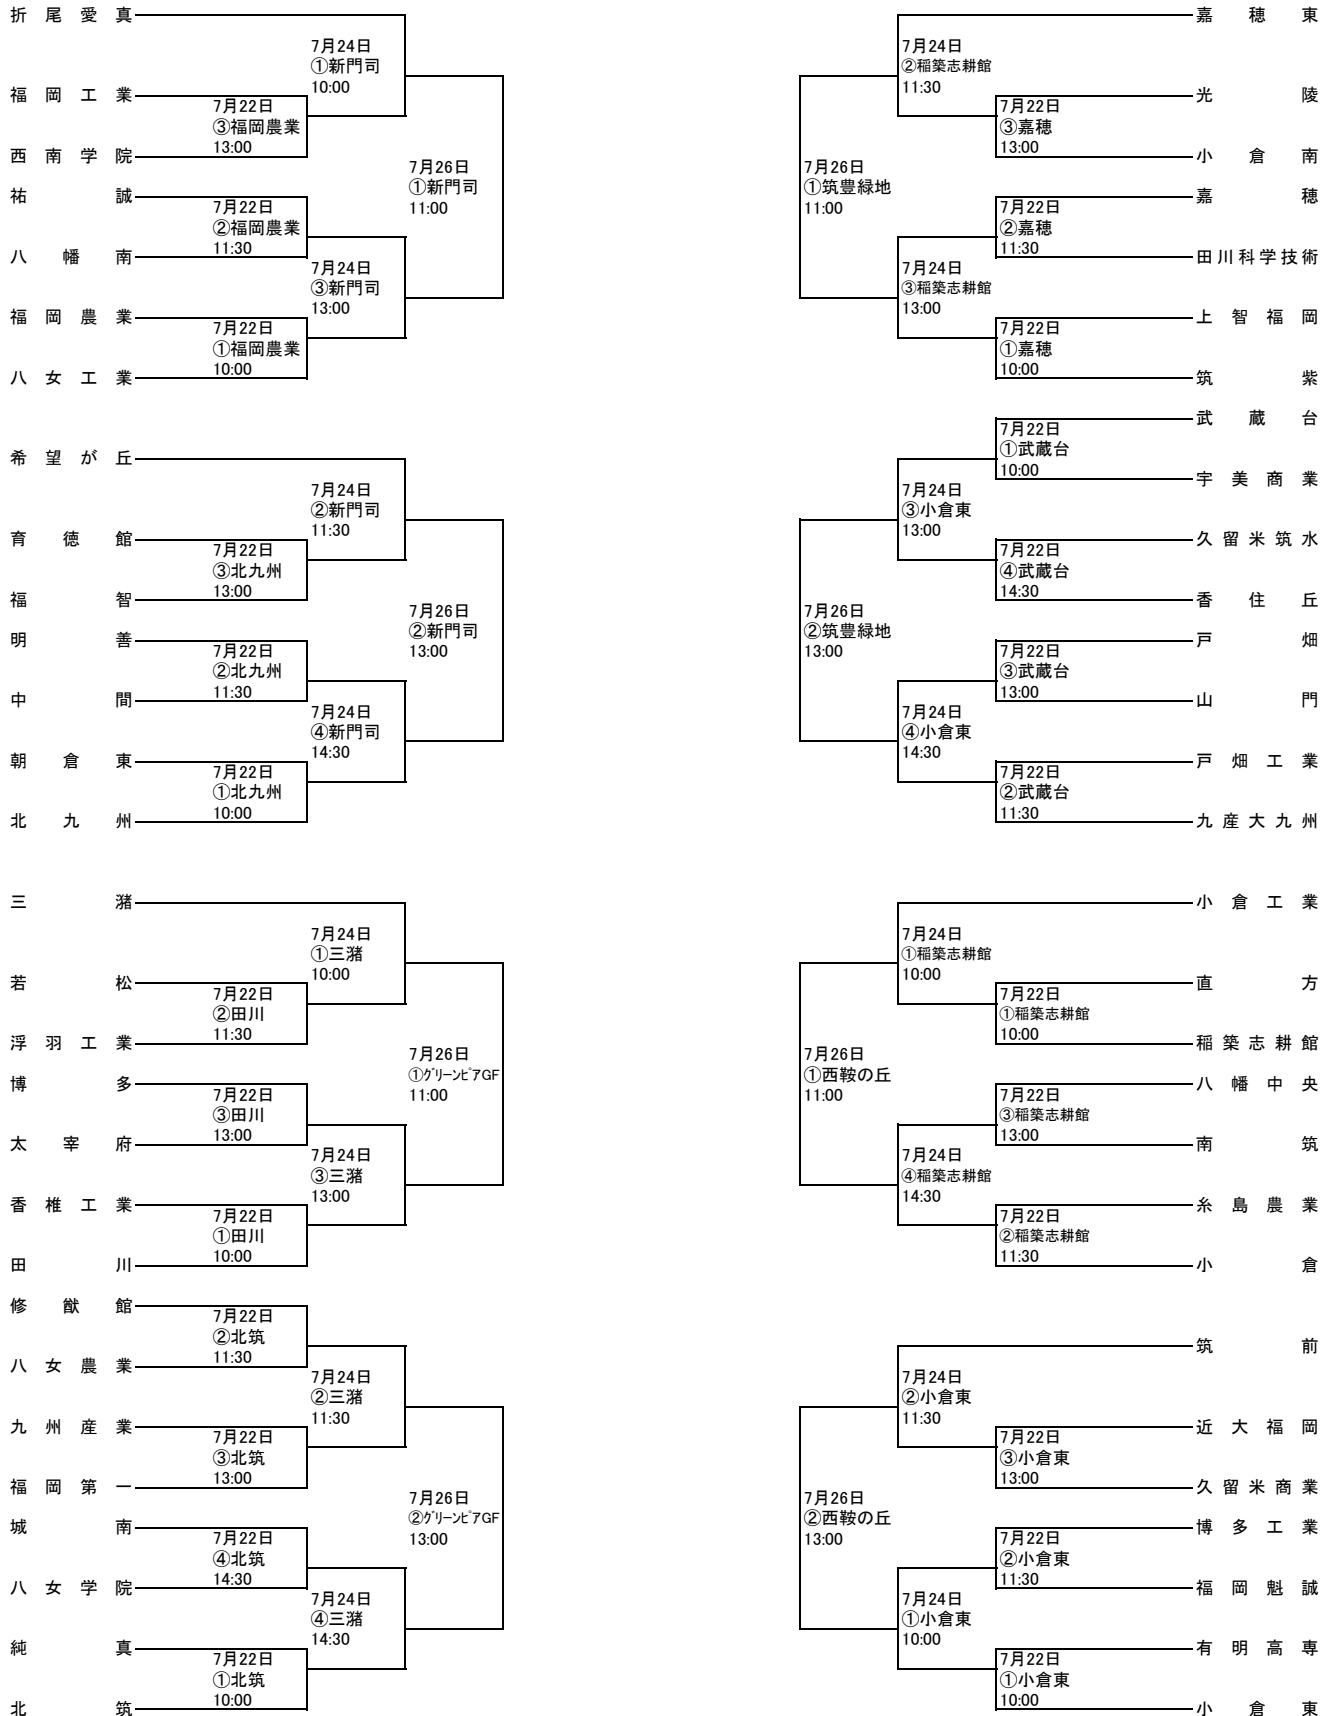 折尾愛真
7月24日
①新門司
10:00
福岡工業
7月22日
③福岡農業
13:00
西南学院
7月26日
①新門司
11:00
祐誠
7月22日
②福岡農業
11:30
八幡南
7月24日
③新門司
13:00
福岡農業
7月22日
①福岡農業
10:00
八女工業
希望が丘
7月24日
②新門司
11:30
育徳館
7月22日
③北九州
13:00
福智
7月26日
②新門司
13:00
明善
7月22日
②北九州
11:30
中間
7月24日
④新門司
14:30
朝倉東
7月22日
①北九州
10:00
北九州
三潴
7月24日
①三潴
10:00
若松
7月22日
②田川
11:30
浮羽工業
7月26日
①グリーンピアGF
11:00
博多
7月22日
③田川
13:00
太宰府
7月24日
③三潴
13:00
香椎工業
7月22日
①田川
10:00
田川
修猷館
7月22日
②北筑
11:30
八女農業
7月24日
②三潴
11:30
九州産業
7月22日
③北筑
13:00
福岡第一
7月26日
②グリーンピアGF
13:00
城南
7月22日
④北筑
14:30
八女学院
7月24日
④三潴
14:30
純真
7月22日
①北筑
10:00
北筑
嘉穂東
7月24日
②稲築志耕館
11:30
光陵
7月22日
③嘉穂
13:00
小倉南
7月26日
①筑豊緑地
11:00
嘉穂
7月22日
②嘉穂
11:30
田川科学技術
7月24日
③稲築志耕館
13:00
上智福岡
7月22日
①嘉穂
10:00
筑紫
武蔵台
7月22日
①武蔵台
10:00
宇美商業
7月24日
③小倉東
13:00
久留米筑水
7月22日
④武蔵台
14:30
香住丘
7月26日
②筑豊緑地
13:00
戸畑
7月22日
③武蔵台
13:00
山門
7月24日
④小倉東
14:30
戸畑工業
7月22日
②武蔵台
11:30
九産大九州
小倉工業
7月24日
①稲築志耕館
10:00
直方
7月22日
①稲築志耕館
10:00
稲築志耕館
7月26日
①西鞍の丘
11:00
八幡中央
7月22日
③稲築志耕館
13:00
南筑
7月24日
④稲築志耕館
14:30
糸島農業
7月22日
②稲築志耕館
11:30
小倉
筑前
7月24日
②小倉東
11:30
近大福岡
7月22日
③小倉東
13:00
久留米商業
7月26日
②西鞍の丘
13:00
博多工業
7月22日
②小倉東
11:30
福岡魁誠
7月24日
①小倉東
10:00
有明高専
7月22日
①小倉東
10:00
小倉東